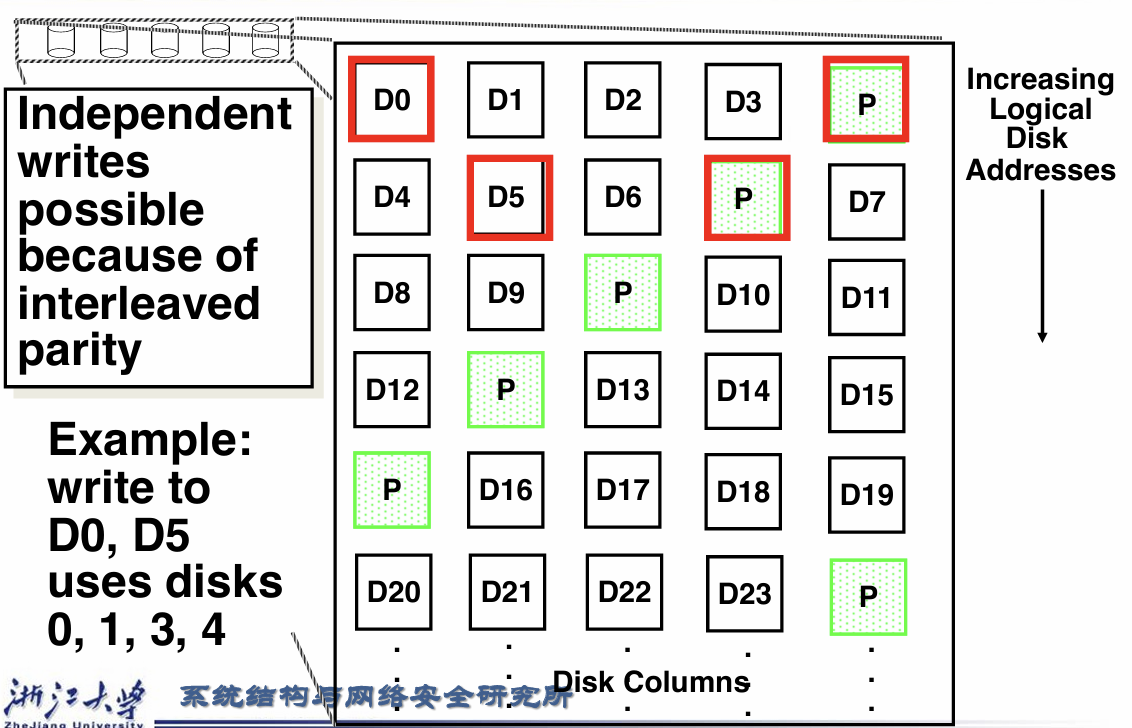 Independent
writes
possible
because of
interleaved
parity
Example:
write to
D0, D5
uses disks
0, 1, 3, 4
D0 D1 D2 D3 P
D4 D5 D6 P D7
D8 D9 P D10 D11
D12 P D13 D14 D15
P D16 D17 D18 D19
D20 D21 D22 D23 P
Disk Columns
Increasing
Logical
Disk
Addresses
浙江大学
ZheJiang University
系统结构与网络安全研究所